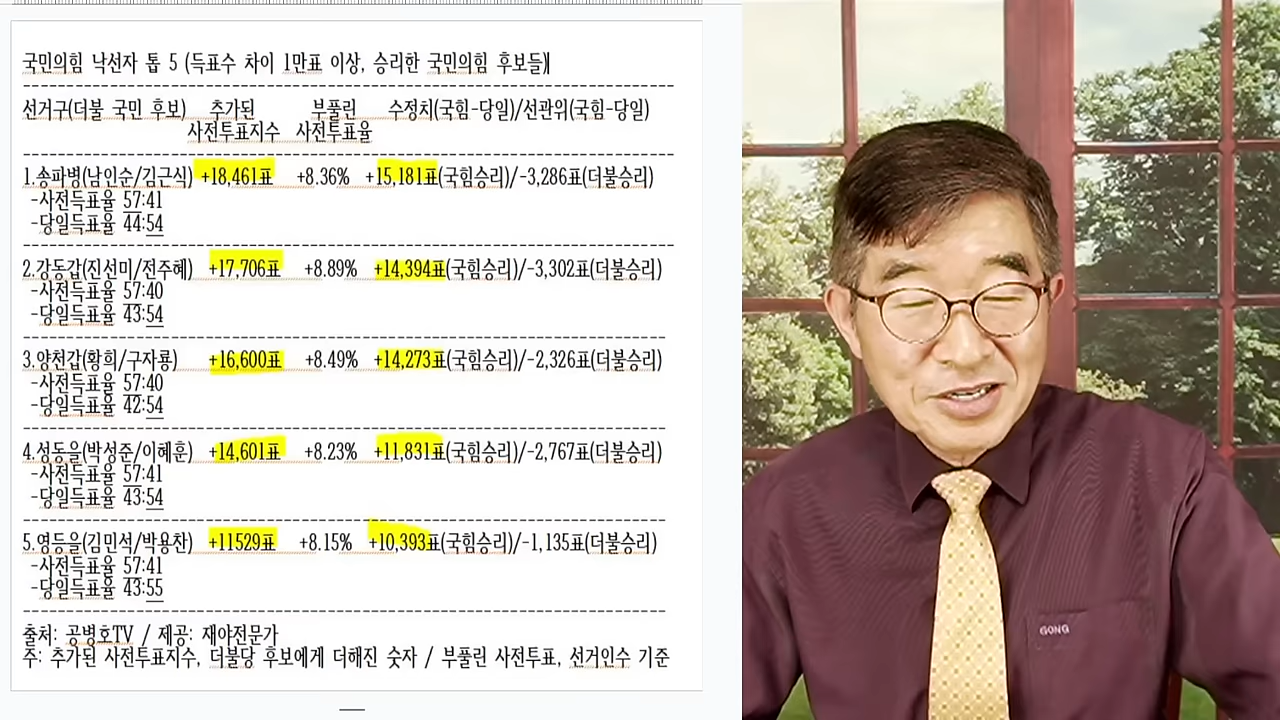 국민의힘 낙선자 톱 5 (득표수 차이 1만표 이상, 승리한 국민의힘 후보들)
선거구(더불 국민 후보) 추가된 부풀린 수정치(국힘-당일)/선관위(국힘-당일)
사전투표지수 사전투표율
1.송파병(남인순/김근식) +18,461표 +8.36% +15,181표(국힘승리)/-3,286표(더불승리)
-사전득표율 57:41
-당일득표율 44:54
2.강동갑(진선미/전주혜) +17,706표 +8.89% +14,394표(국힘승리)/-3,302표(더불승리)
-사전득표율 57:40
-당일득표율 43:54
3.양천갑(황희/구자룡) +16,600표 +8.49% +14,273표(국힘승리)/-2,326표(더불승리)
-사전득표율 57:40
-당일득표율 42:54
4.성동을(박성준/이혜훈) +14,601표 +8.23% +11,831표(국힘승리)/-2,767표(더불승리)
-사전득표율 57:41
-당일득표율 43:54
5.영등을(김민석/박용찬) +11529표 +8.15% +10,393표(국힘승리)/-1,135표(더불승리)
-사전득표율 57:41
-당일득표율 43:55
출처: 공병호TV / 제공: 재야전문가
주: 추가된 사전투표지수, 더불당 후보에게 더해진 숫자 / 부풀린 사전투표, 선거인수 기준
GONG